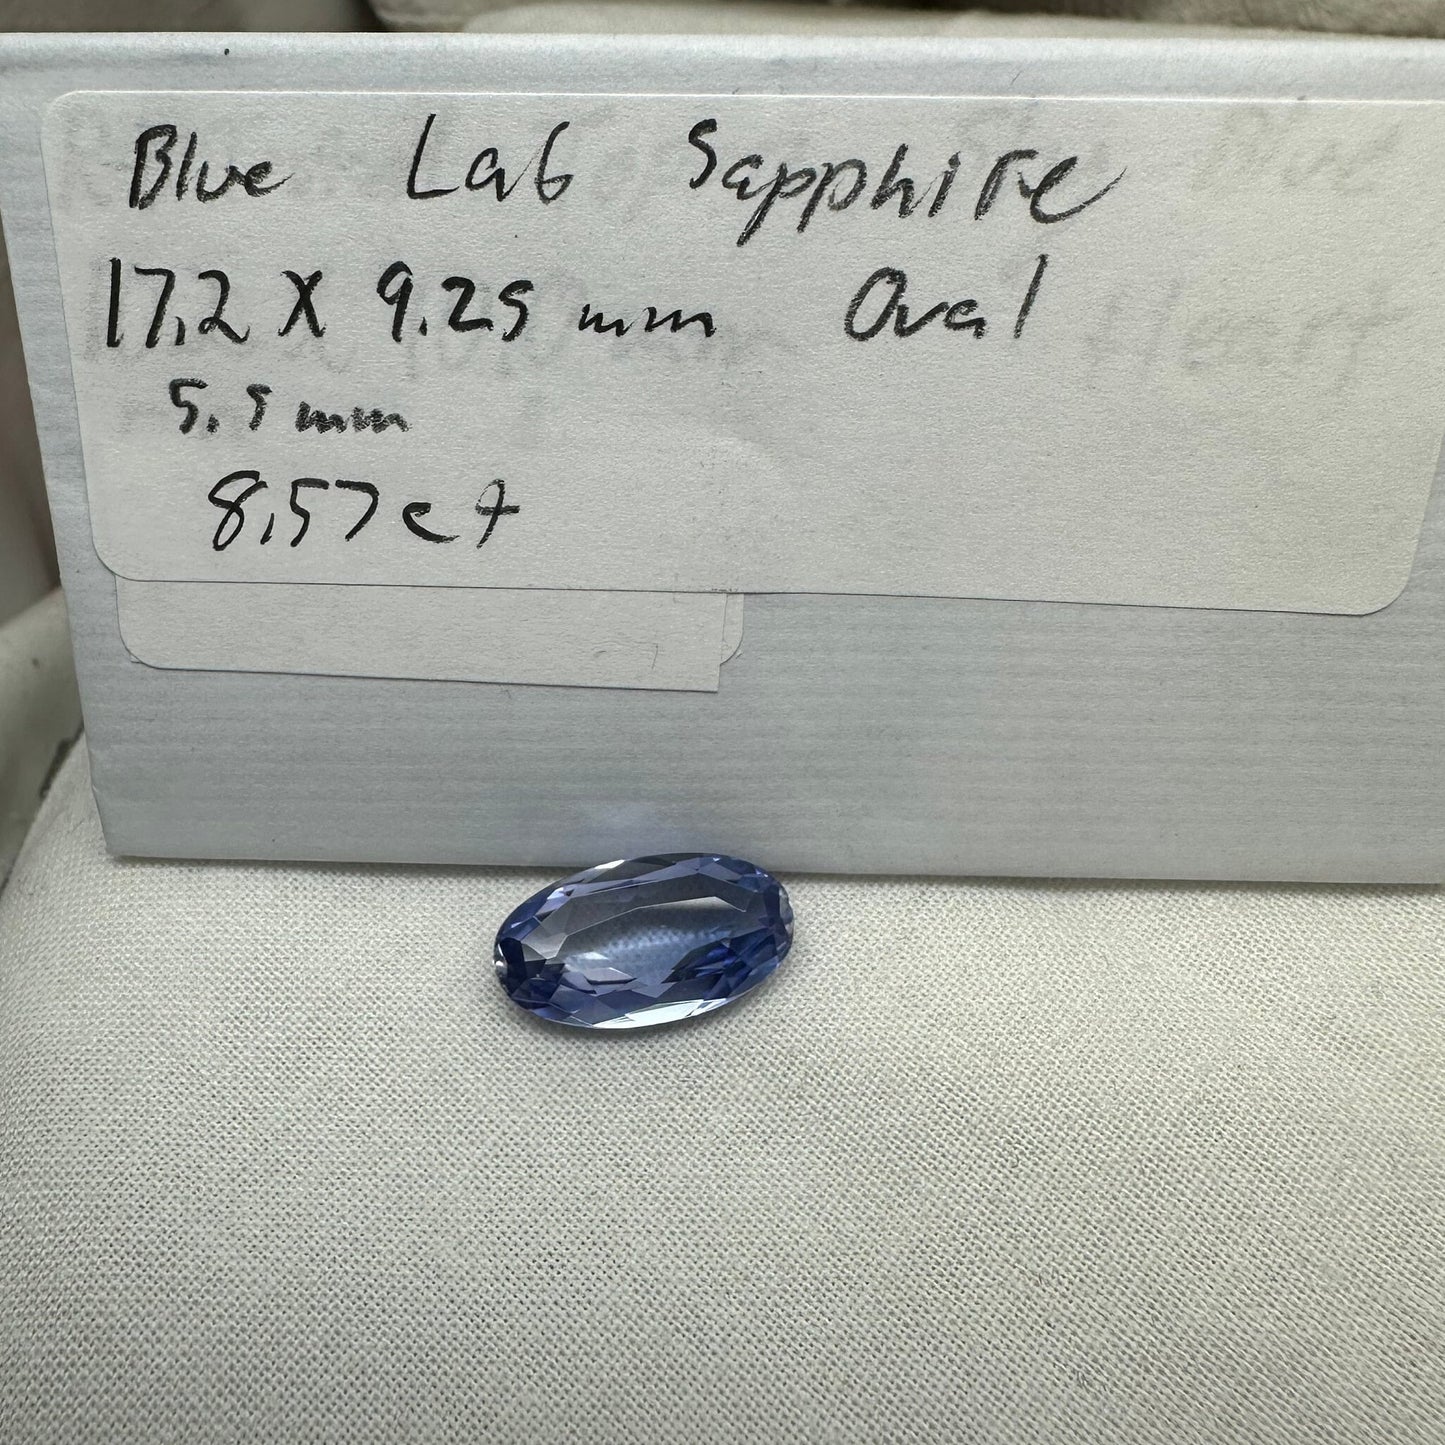 Blue Lab Sapphire
17.2 X 9.25 mm Oval
5.5 mm
8.57ct